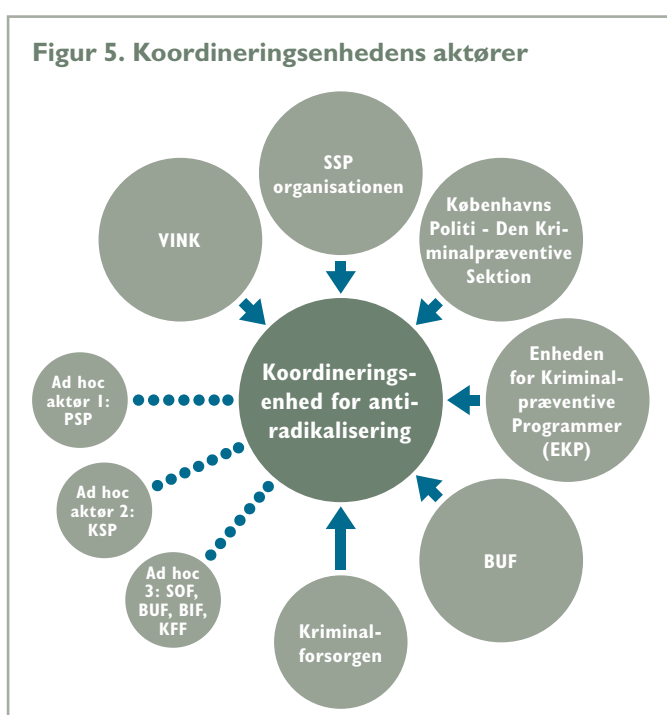 Figur 5. Koordineringsenhedens aktører
SSP
organisationen
VINK
Københavns
Politi - Den Kri-
minalpræventive
Sektion
Koordinerings-
enhed for anti-
radikalisering
Enheden
for Kriminal-
præventive
Programmer
(EKP)
Ad hoc
aktør 1:
PSP
Ad hoc
aktør 2:
KSP
Ad hoc
3: SOF,
BUF, BIF,
KFF
BUF
Kriminal-
forsorgen